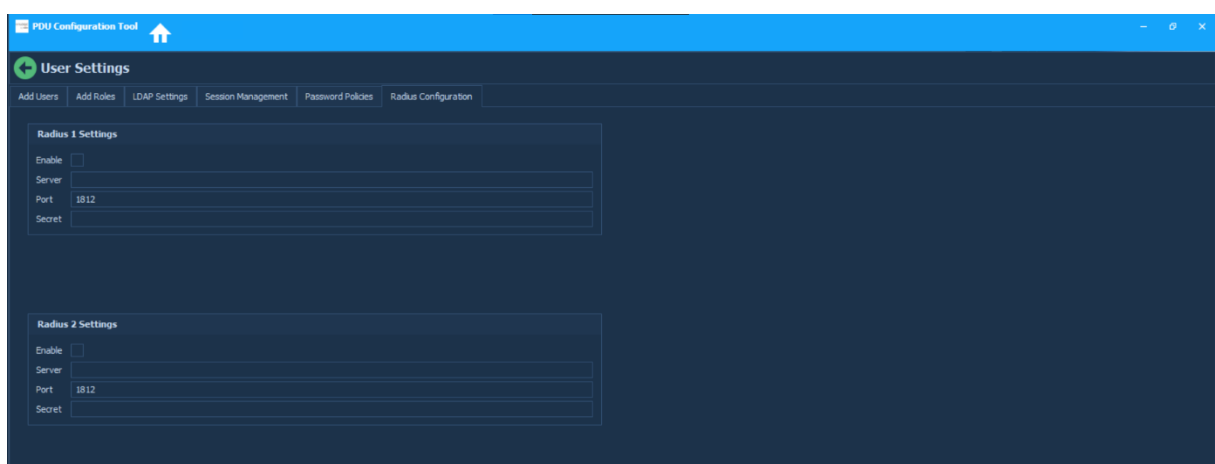 PDU Configuration Tool
User Settings
Add Users Add Roles LDAP Settings Session Management Password Policies Radius Configuration
Radius 1 Settings
Enable
Server
Port 1812
Secret
Radius 2 Settings
Enable
Server
Port 1812
Secret